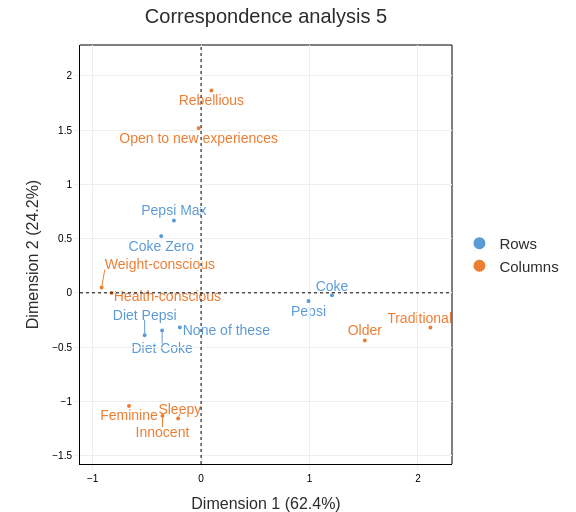 Correspondence analysis 5
Dimension 2 (24.2%)
2
1.5
1
0.5
0
−0.5
−1
−1.5
Rebellious
Open to new experiences
Pepsi Max
Coke Zero
Weight-conscious
Health-conscious
Coke
Pepsi
Diet Pepsi
None of these
Diet Coke
Traditional
Older
Feminine
Sleepy
Innocent
−1
0
1
2
Dimension 1 (62.4%)
Rows
Columns